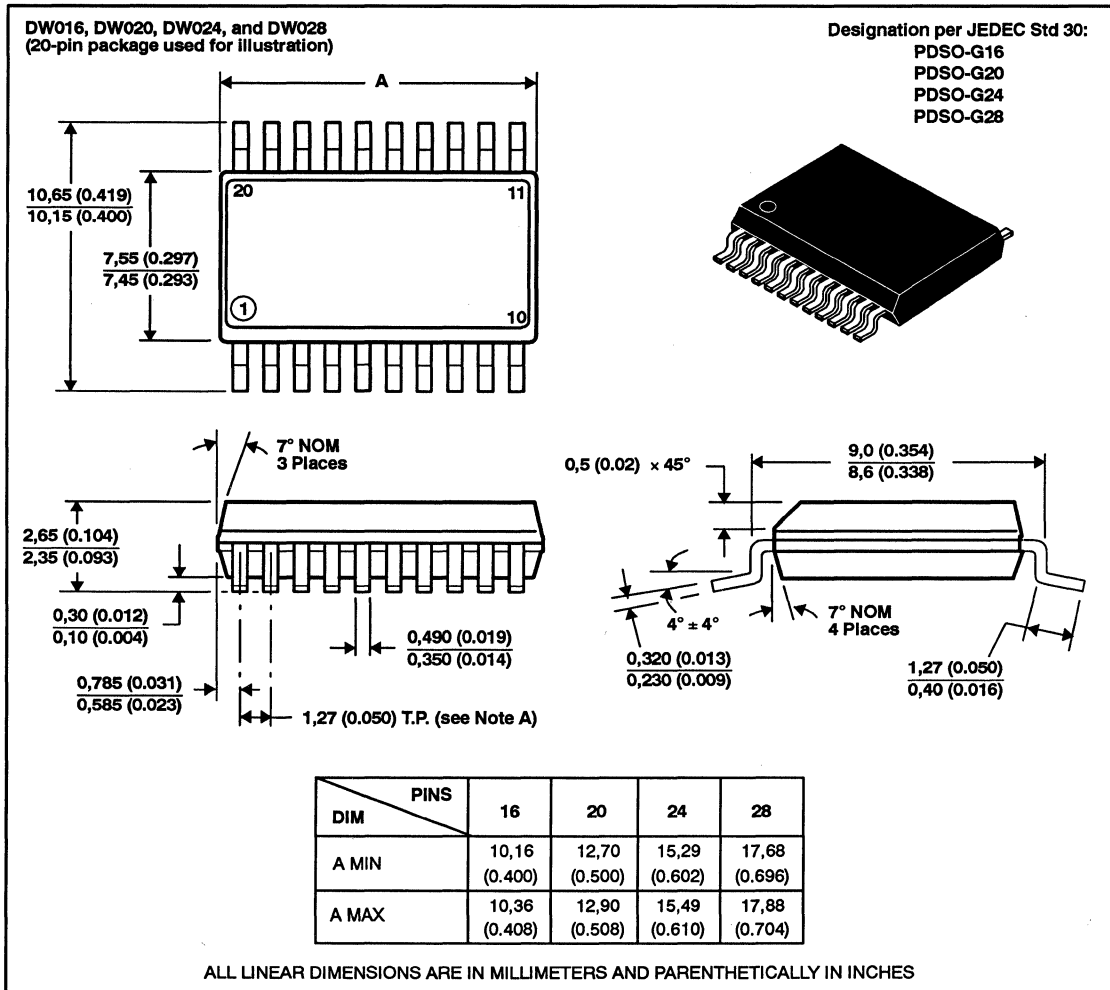 DW016, DW020, DW024, and DW028
(20-pin package used for illustration)
Designation per JEDEC Std 30:
PDSO-G16
PDSO-G20
PDSO-G24
PDSO-G28
A
10,65 (0.419)
10,15 (0.400)
7,55 (0.297)
7,45 (0.293)
20
11
1
10
7° NOM
3 Places
2,65 (0.104)
2,35 (0.093)
0,30 (0.012)
0,10 (0.004)
0,490 (0.019)
0,350 (0.014)
0,785 (0.031)
0,585 (0.023)
1,27 (0.050) T.P. (see Note A)
0,5 (0.02) × 45°
9,0 (0.354)
8,6 (0.338)
4° ± 4°
7° NOM
4 Places
0,320 (0.013)
0,230 (0.009)
1,27 (0.050)
0,40 (0.016)
PINS
DIM
16
20
24
28
A MIN
10,16
(0.400)
12,70
(0.500)
15,29
(0.602)
17,68
(0.696)
A MAX
10,36
(0.408)
12,90
(0.508)
15,49
(0.610)
17,88
(0.704)
ALL LINEAR DIMENSIONS ARE IN MILLIMETERS AND PARENTHETICALLY IN INCHES